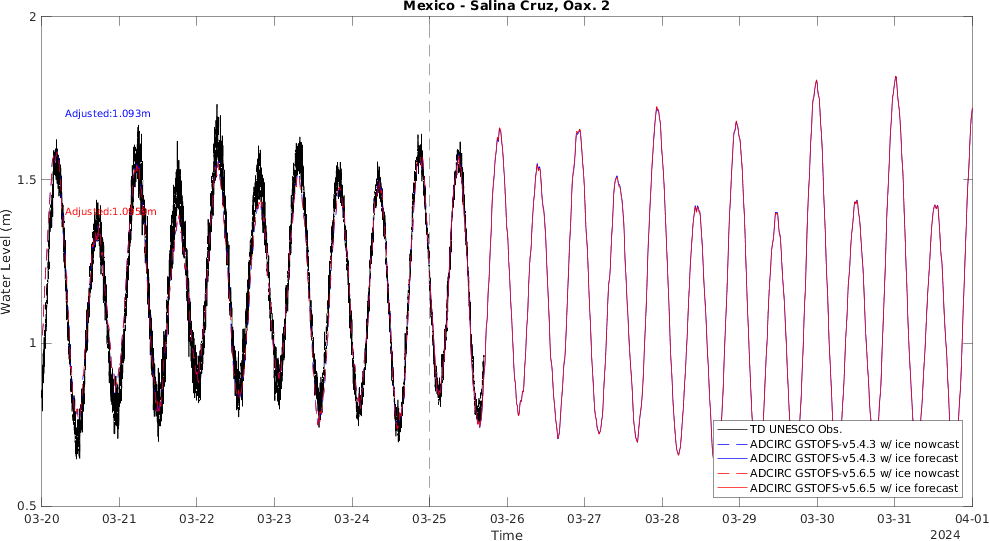 Mexico - Salina Cruz, Oax. 2
Water Level (m)
2
1.5
1
0.5
Adjusted:1.093m
03-20
03-21
03-22
03-23
03-24
03-25
03-26
03-27
03-28
03-29
03-30
03-31
04-01
Time
2024
TD UNESCO Obs.
ADCIRC GSTOFS-v5.4.3 w/ ice nowcast
ADCIRC GSTOFS-v5.4.3 w/ ice forecast
ADCIRC GSTOFS-v5.6.5 w/ ice nowcast
ADCIRC GSTOFS-v5.6.5 w/ ice forecast